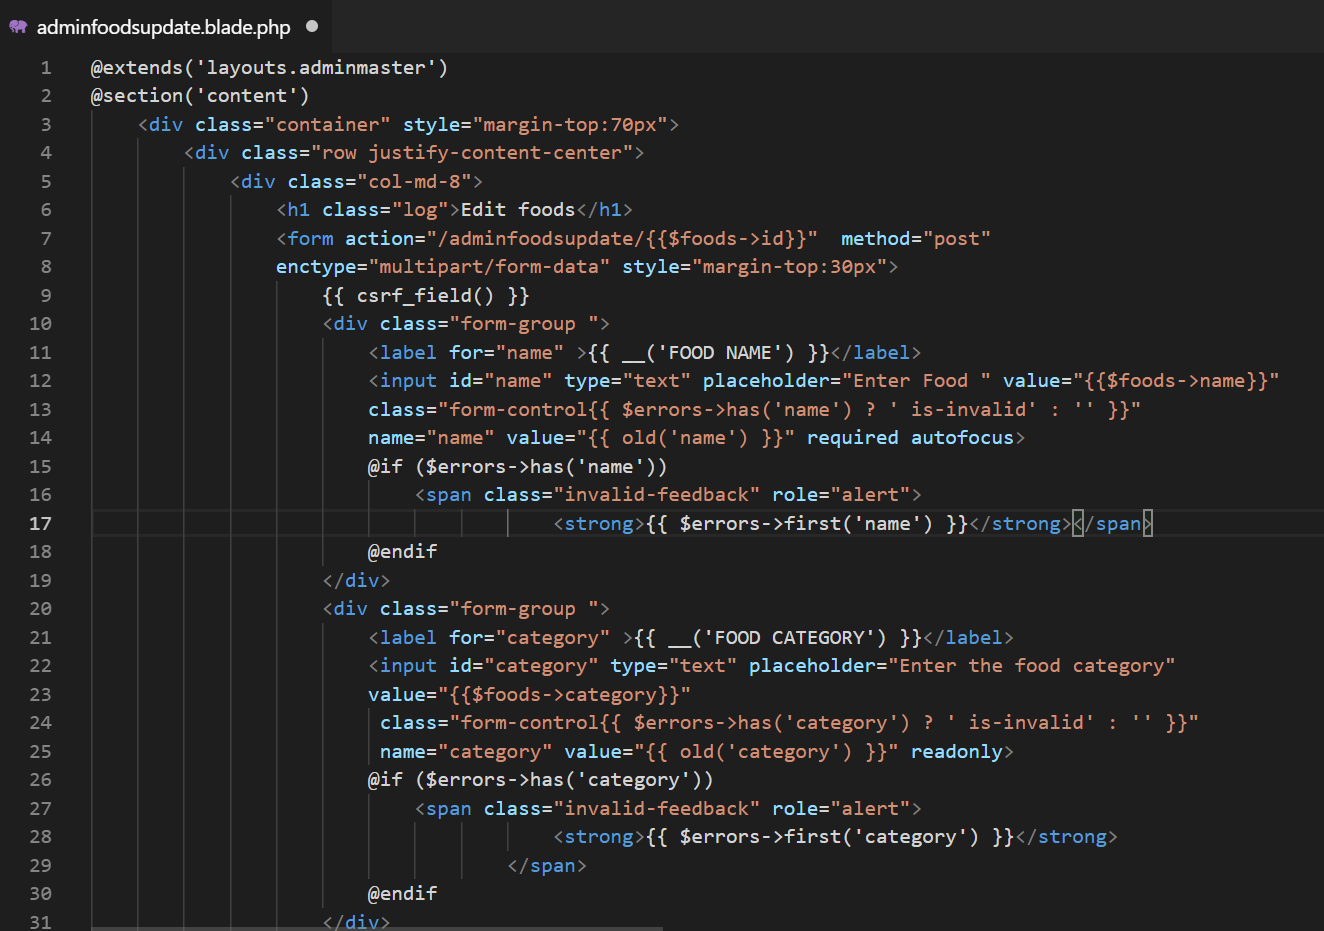 adminfoodsupdate.blade.php
1 @extends('layouts.adminmaster')
2 @section('content')
3 <div class="container" style="margin-top:70px">
4 <div class="row justify-content-center">
5 <div class="col-md-8">
6 <h1 class="log">Edit foods</h1>
7 <form action="/adminfoodsupdate/{{$foods->id}}"  method="post"
8 enctype="multipart/form-data" style="margin-top:30px">
9 {{ csrf_field() }}
10 <div class="form-group ">
11 <label for="name" >{{ __('FOOD NAME') }}</label>
12 <input id="name" type="text" placeholder="Enter Food " value="{{$foods->name}}"
13 class="form-control{{ $errors->has('name') ? ' is-invalid' : '' }}"
14 name="name" value="{{ old('name') }}" required autofocus>
15 @if ($errors->has('name'))
16 <span class="invalid-feedback" role="alert">
17 <strong>{{ $errors->first('name') }}</strong></span>
18 @endif
19 </div>
20 <div class="form-group ">
21 <label for="category" >{{ __('FOOD CATEGORY') }}</label>
22 <input id="category" type="text" placeholder="Enter the food category"
23 value="{{$foods->category}}"
24 class="form-control{{ $errors->has('category') ? ' is-invalid' : '' }}"
25 name="category" value="{{ old('category') }}" readonly>
26 @if ($errors->has('category'))
27 <span class="invalid-feedback" role="alert">
28 <strong>{{ $errors->first('category') }}</strong>
29 </span>
30 @endif
31 </div>